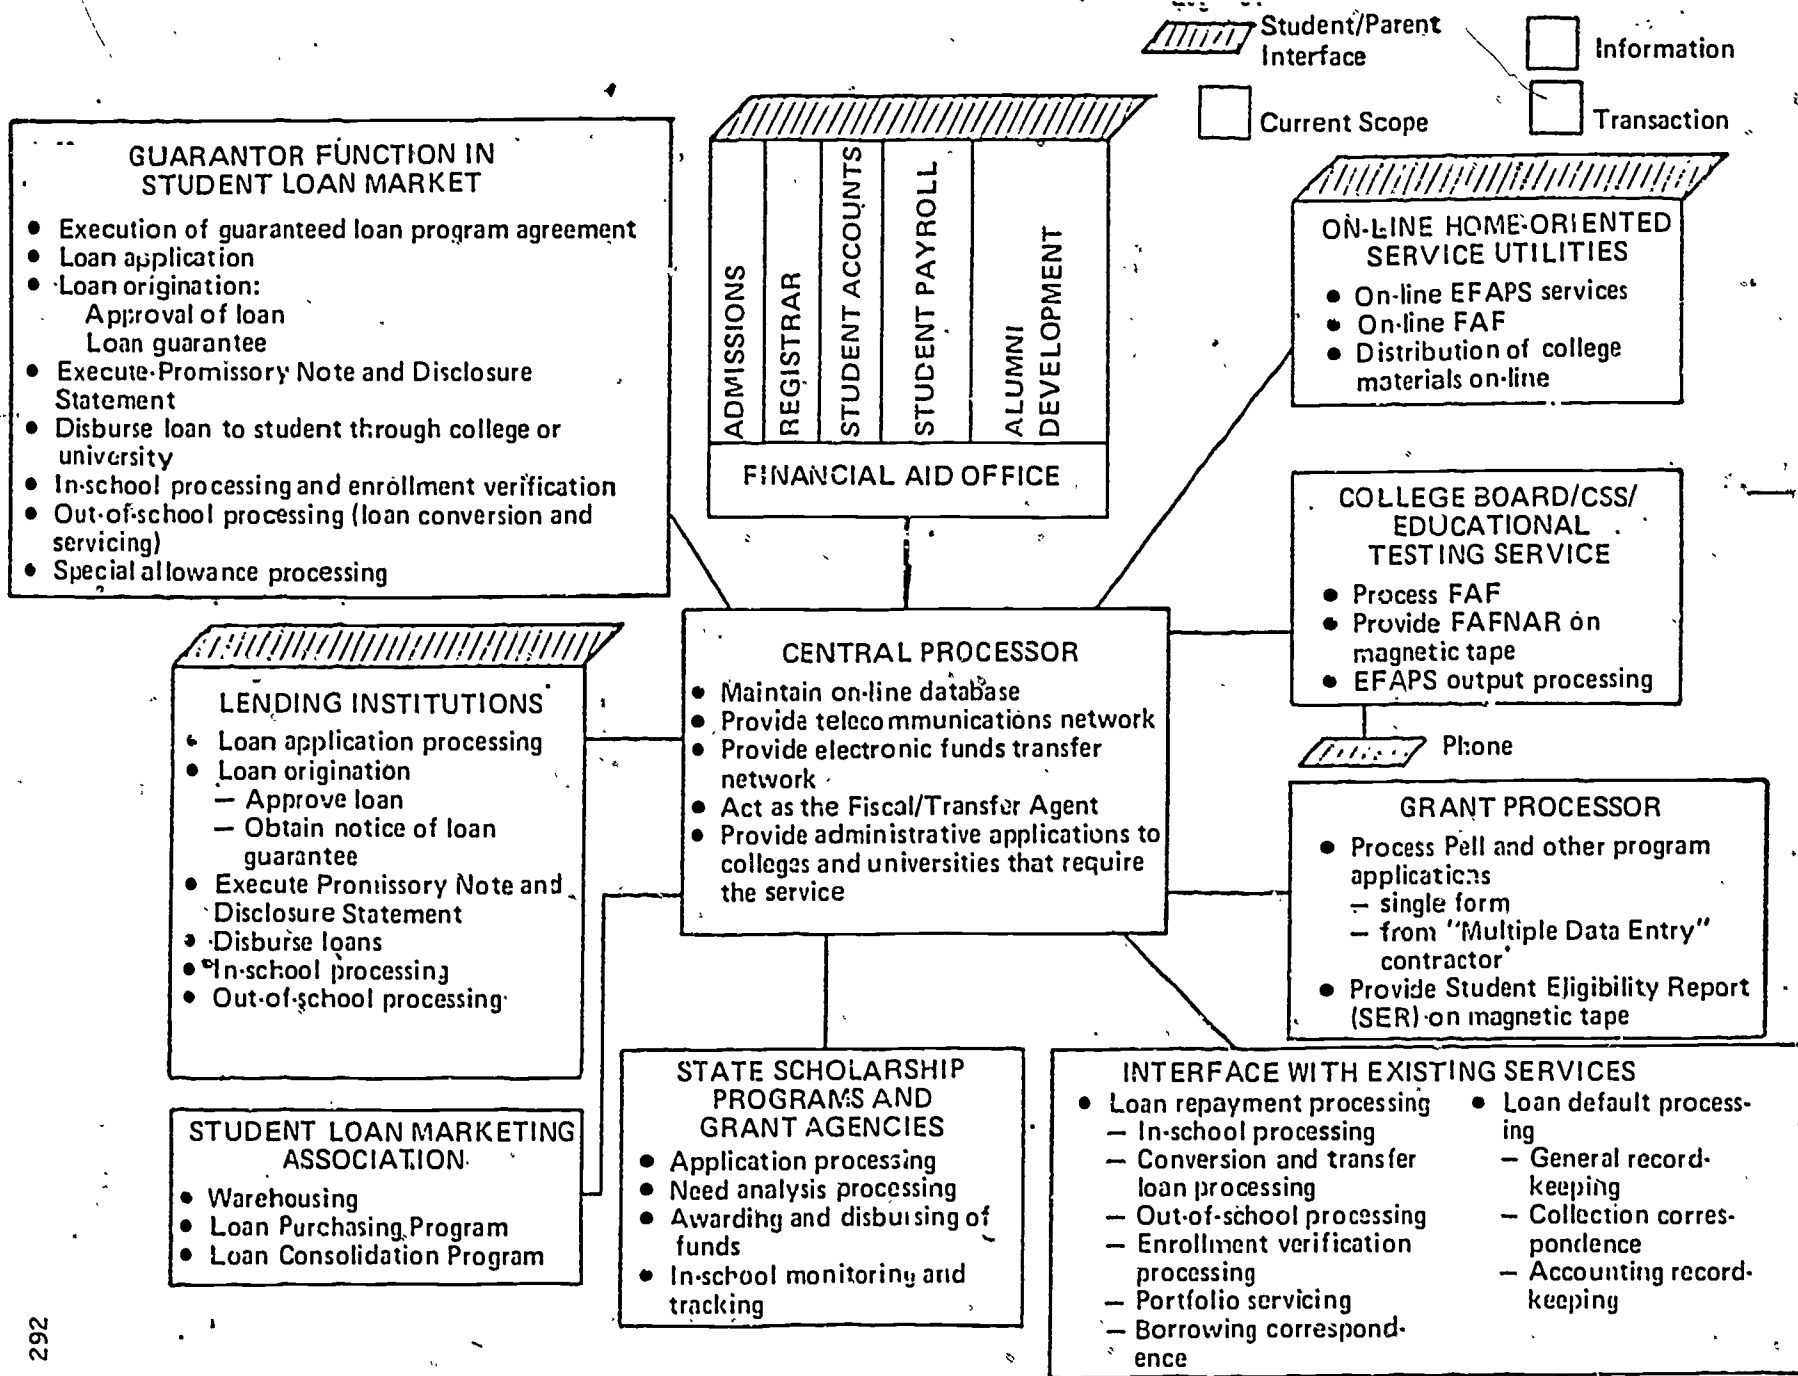 Student/Parent
Interface
Information
Current Scope
Transaction
GUARANTOR FUNCTION IN
STUDENT LOAN MARKET
• Execution of guaranteed loan program agreement
• Loan application
• Loan origination:
Approval of loan
Loan guarantee
• Execute Promissory Note and Disclosure
Statement
• Disburse loan to student through college or
university
• In-school processing and enrollment verification
• Out-of-school processing (loan conversion and
servicing)
• Special allowance processing
ADMISSIONS
REGISTRAR
STUDENT ACCOUNTS
STUDENT PAYROLL
ALUMNI
DEVELOPMENT
FINANCIAL AID OFFICE
ON-LINE HOME-ORIENTED
SERVICE UTILITIES
• On-line EFAPS services
• On-line FAF
• Distribution of college
materials on-line
COLLEGE BOARD/CSS/
EDUCATIONAL
TESTING SERVICE
• Process FAF
• Provide FAFNAR on
magnetic tape
• EFAPS output processing
Phone
CENTRAL PROCESSOR
• Maintain on-line database
• Provide telecommunications network
• Provide electronic funds transfer
network
• Act as the Fiscal/Transfer Agent
• Provide administrative applications to
colleges and universities that require
the service
LENDING INSTITUTIONS
• Loan application processing
• Loan origination
— Approve loan
— Obtain notice of loan
guarantee
• Execute Promissory Note and
Disclosure Statement
• Disburse loans
• In-school processing
• Out-of-school processing
GRANT PROCESSOR
• Process Pell and other program
applications
— single form
— from "Multiple Data Entry"
contractor
• Provide Student Eligibility Report
(SER) on magnetic tape
STUDENT LOAN MARKETING
ASSOCIATION
• Warehousing
• Loan Purchasing Program
• Loan Consolidation Program
STATE SCHOLARSHIP
PROGRAMS AND
GRANT AGENCIES
• Application processing
• Need analysis processing
• Awarding and disbursing of
funds
• In-school monitoring and
tracking
INTERFACE WITH EXISTING SERVICES
• Loan repayment processing
— In-school processing
— Conversion and transfer
loan processing
— Out-of-school processing
— Enrollment verification
processing
— Portfolio servicing
— Borrowing correspond-
ence
• Loan default process-
ing
— General record-
keeping
— Collection corres-
pondence
— Accounting record-
keeping
292